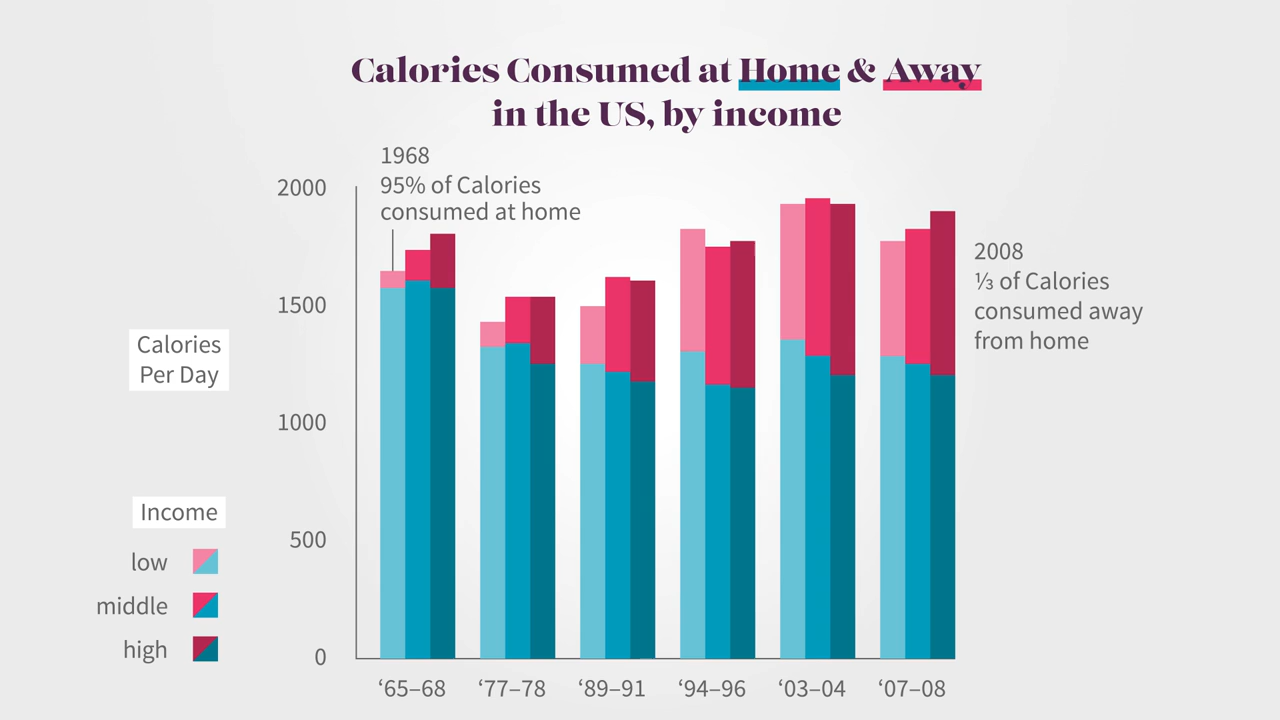 Calories Consumed at Home & Away
in the US, by income
1968
95% of Calories
consumed at home
2000
1500
1000
500
0
Calories
Per Day
Income
low
middle
high
2008
⅓ of Calories
consumed away
from home
‘65–68 ‘77–78 ‘89–91 ‘94–96 ‘03–04 ‘07–08